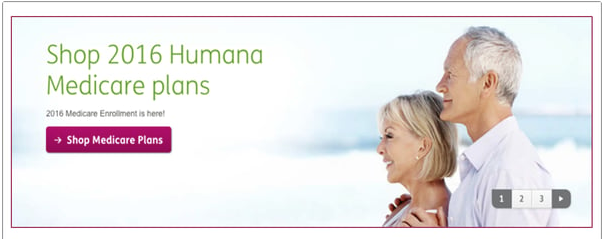 Shop 2016 Humana
Medicare plans
2016 Medicare Enrollment is here!
Shop Medicare Plans
1 2 3